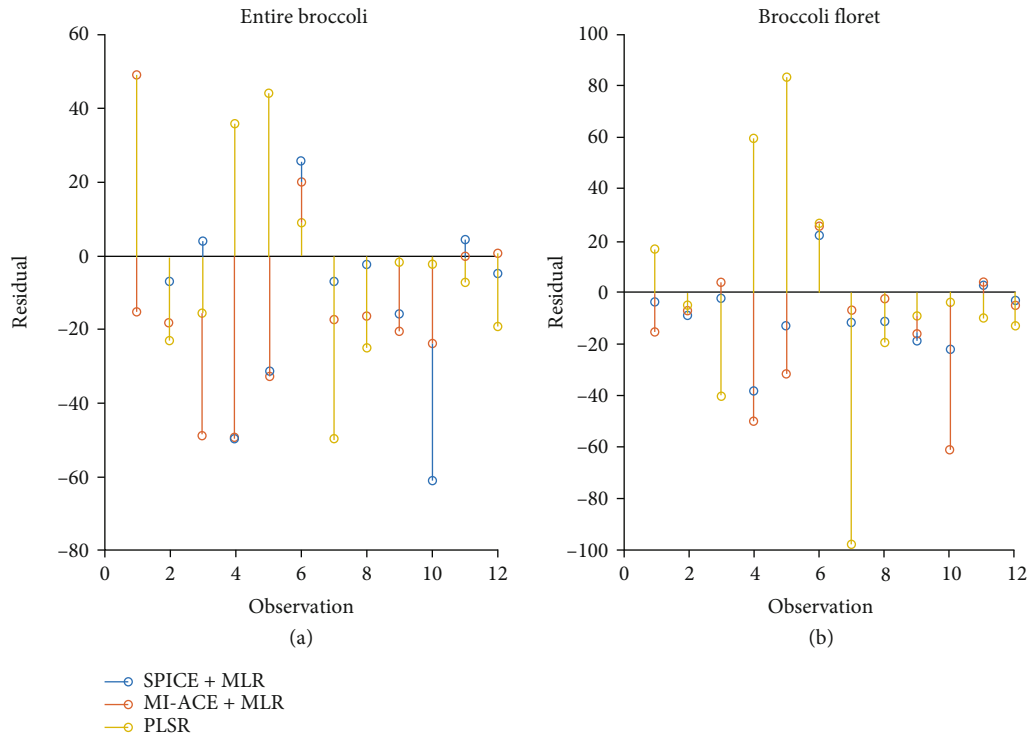 Entire broccoli
60
40
20
0
−20
−40
−60
−80
Residual
0 2 4 6 8 10 12
Observation
(a)
Broccoli floret
100
80
60
40
20
0
−20
−40
−60
−80
−100
Residual
0 2 4 6 8 10 12
Observation
(b)
SPICE + MLR
MI-ACE + MLR
PLSR